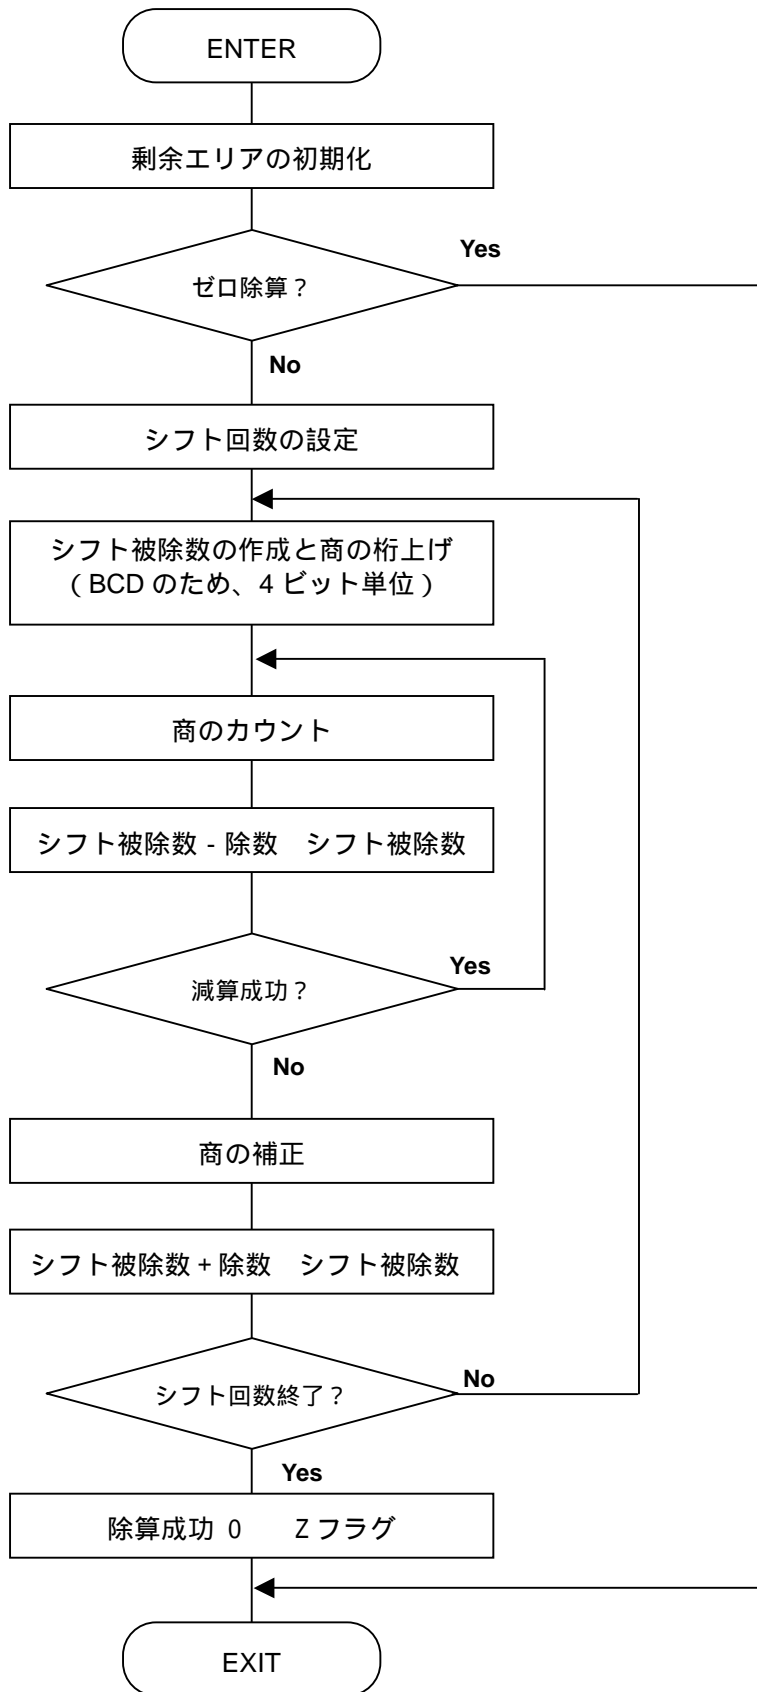 ENTER
剰余エリアの初期化
Yes
ゼロ除算？
No
シフト回数の設定
シフト被除数の作成と商の桁上げ
（BCD のため、4 ビット単位）
商のカウント
シフト被除数 - 除数　シフト被除数
Yes
減算成功？
No
商の補正
シフト被除数 + 除数　シフト被除数
No
シフト回数終了？
Yes
除算成功 0　　Z フラグ
EXIT